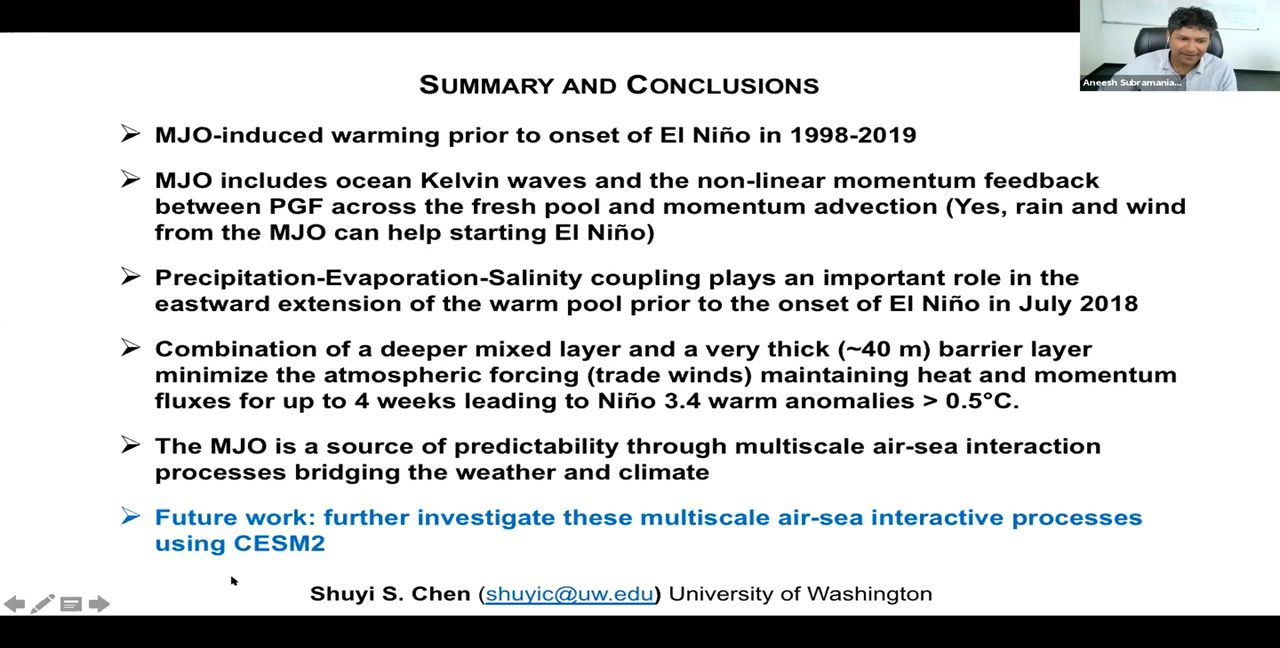 Aneesh Subramania...
SUMMARY AND CONCLUSIONS
➢ MJO-induced warming prior to onset of El Niño in 1998-2019
➢ MJO includes ocean Kelvin waves and the non-linear momentum feedback
between PGF across the fresh pool and momentum advection (Yes, rain and wind
from the MJO can help starting El Niño)
➢ Precipitation-Evaporation-Salinity coupling plays an important role in the
eastward extension of the warm pool prior to the onset of El Niño in July 2018
➢ Combination of a deeper mixed layer and a very thick (~40 m) barrier layer
minimize the atmospheric forcing (trade winds) maintaining heat and momentum
fluxes for up to 4 weeks leading to Niño 3.4 warm anomalies > 0.5°C.
➢ The MJO is a source of predictability through multiscale air-sea interaction
processes bridging the weather and climate
➢ Future work: further investigate these multiscale air-sea interactive processes
using CESM2
Shuyi S. Chen (shuyic@uw.edu) University of Washington